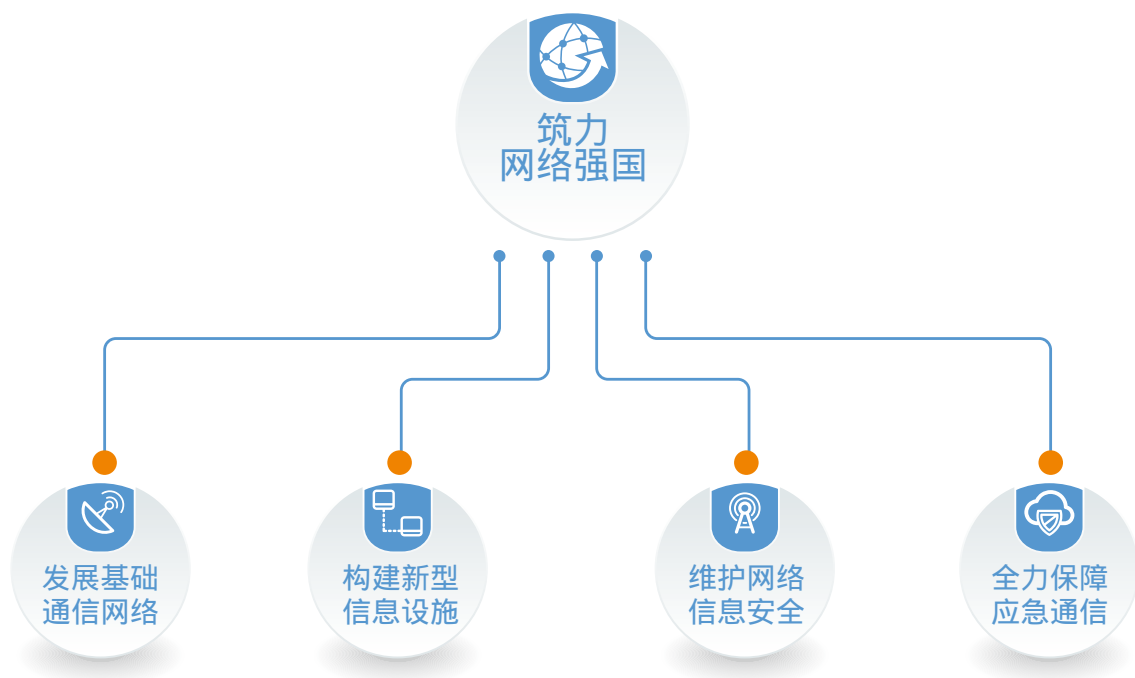 筑力
网络强国
发展基础
通信网络
构建新型
信息设施
维护网络
信息安全
全力保障
应急通信